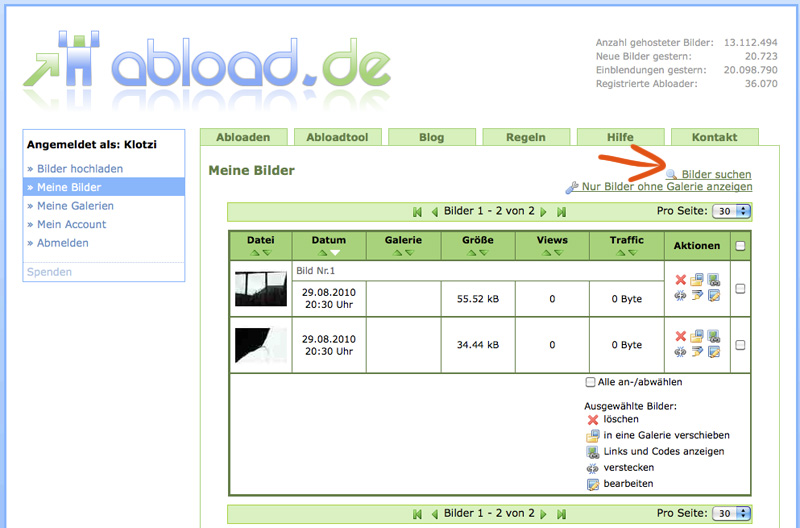 abload.de
Anzahl gehosteter Bilder: 13.112.494
Neue Bilder gestern: 20.723
Einblendungen gestern: 20.098.790
Registrierte Abloader: 36.070
Angemeldet als: Klotzi
» Bilder hochladen
» Meine Bilder
» Meine Galerien
» Mein Account
» Abmelden
Spenden
Abloaden Abloadtool Blog Regeln Hilfe Kontakt
Meine Bilder
Bilder suchen
Nur Bilder ohne Galerie anzeigen
Bilder 1 - 2 von 2 Pro Seite: 30
Datei Datum Galerie Größe Views Traffic Aktionen
Bild Nr.1
29.08.2010
20:30 Uhr
55.52 kB 0 0 Byte
29.08.2010
20:30 Uhr
34.44 kB 0 0 Byte
Alle an-/abwählen
Ausgewählte Bilder:
löschen
in eine Galerie verschieben
Links und Codes anzeigen
verstecken
bearbeiten
Bilder 1 - 2 von 2 Pro Seite: 30